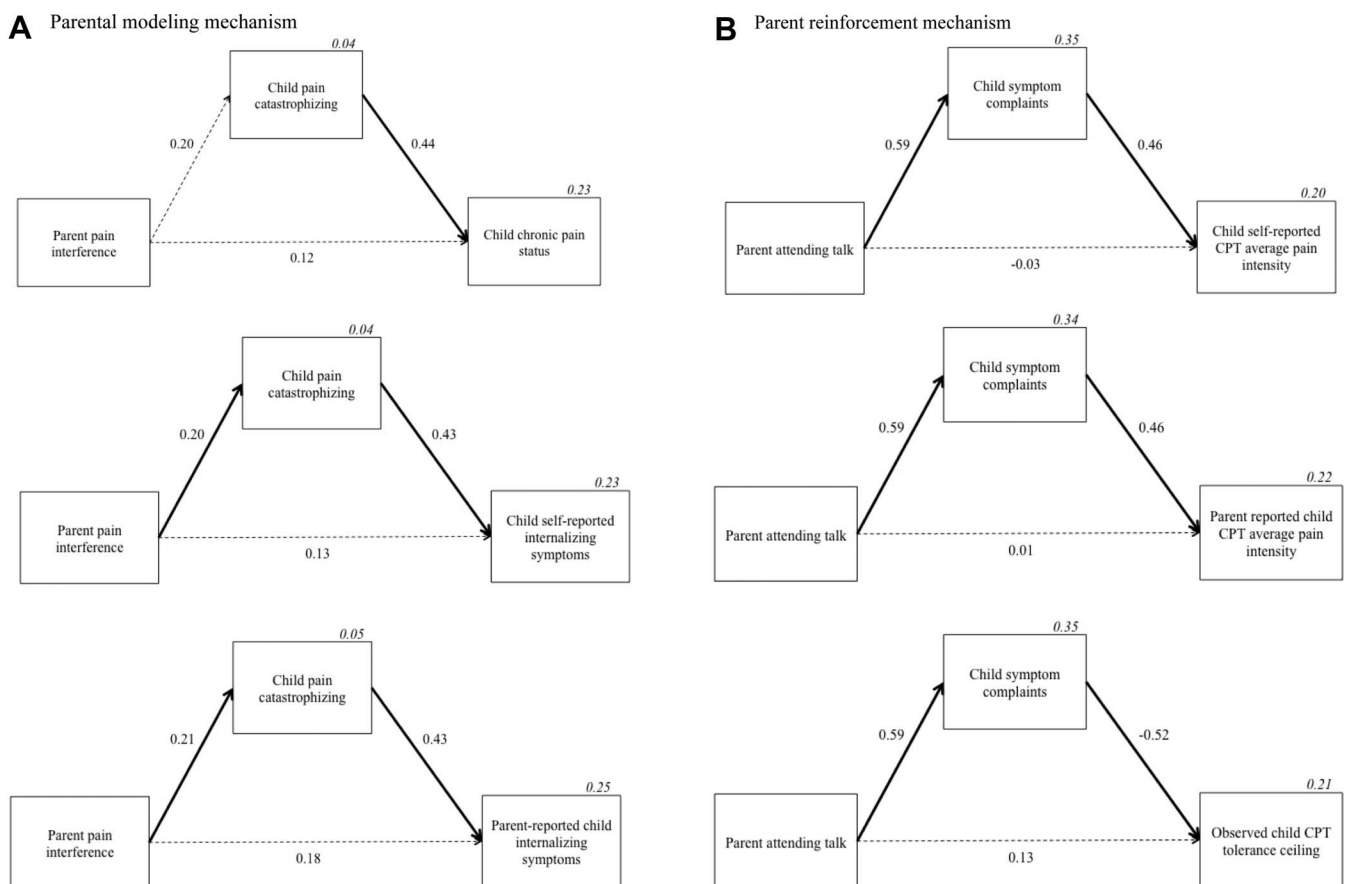 A Parental modeling mechanism
0.04
Child pain
catastrophizing
0.20
0.44
0.23
Parent pain
interference
Child chronic pain
status
0.12
0.04
Child pain
catastrophizing
0.20
0.43
0.23
Parent pain
interference
Child self-reported
internalizing
symptoms
0.13
0.05
Child pain
catastrophizing
0.21
0.43
0.25
Parent pain
interference
Parent-reported child
internalizing
symptoms
0.18
B Parent reinforcement mechanism
0.35
Child symptom
complaints
0.59
0.46
0.20
Parent attending talk
Child self-reported
CPT average pain
intensity
-0.03
0.34
Child symptom
complaints
0.59
0.46
0.22
Parent attending talk
Parent reported child
CPT average pain
intensity
0.01
0.35
Child symptom
complaints
0.59
-0.52
0.21
Parent attending talk
Observed child CPT
tolerance ceiling
0.13